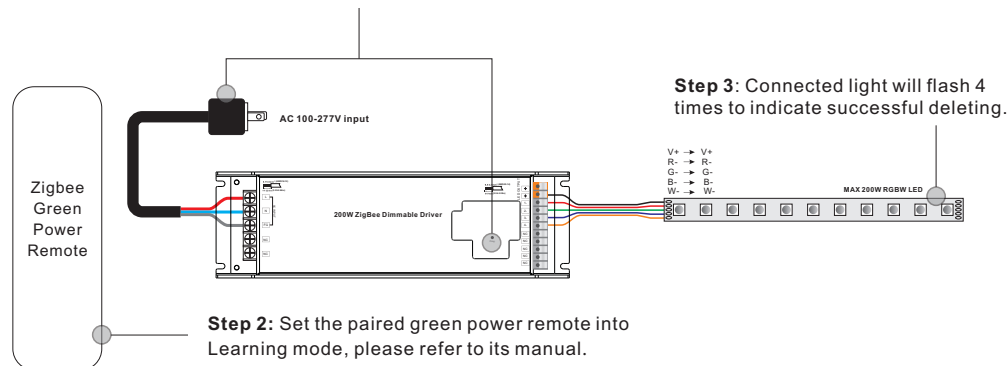 Step 3: Connected light will flash 4
times to indicate successful deleting.
AC 100-277V input
V+ → V+
R- → R-
G- → G-
B- → B-
W- → W-
MAX 200W RGBW LED
Zigbee
Green
Power
Remote
200W ZigBee Dimmable Driver
Step 2: Set the paired green power remote into
Learning mode, please refer to its manual.